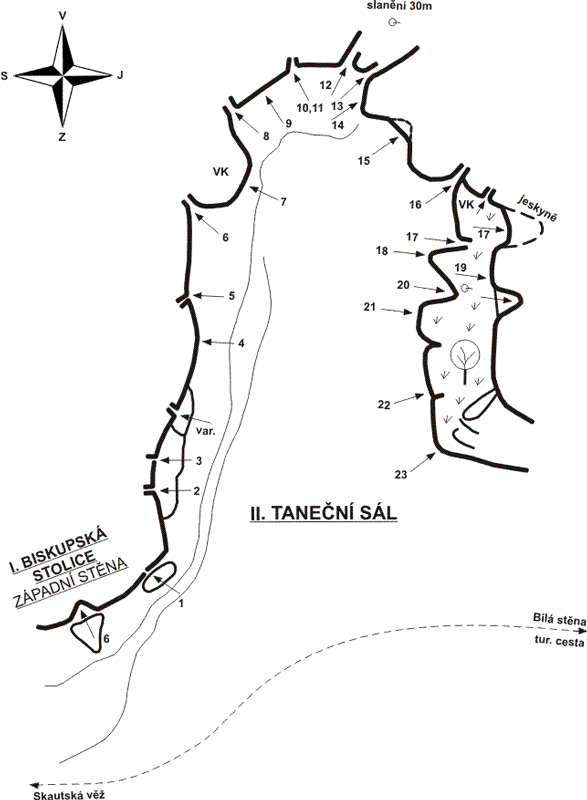 slanění 30m
V
S
J
Z
12
10,11
13
14
9
8
15
VK
7
16
VK
jeskyně
6
17
17
18
19
20
5
21
4
22
var.
3
23
2
II. TANEČNÍ SÁL
I. BISKUPSKÁ
STOLICE
ZÁPADNÍ STĚNA
1
6
Bílá stěna
tur. cesta
Skautská věž